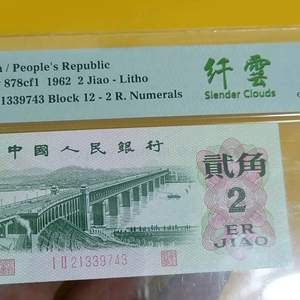 / People's Republic
878cf1 1962 2 Jiao - Litho
1339743 Block 12 - 2 R. Numerals
纤雲
Slender Clouds
中國人民銀行
貳角
2
ER
JIAO
I II 21339743